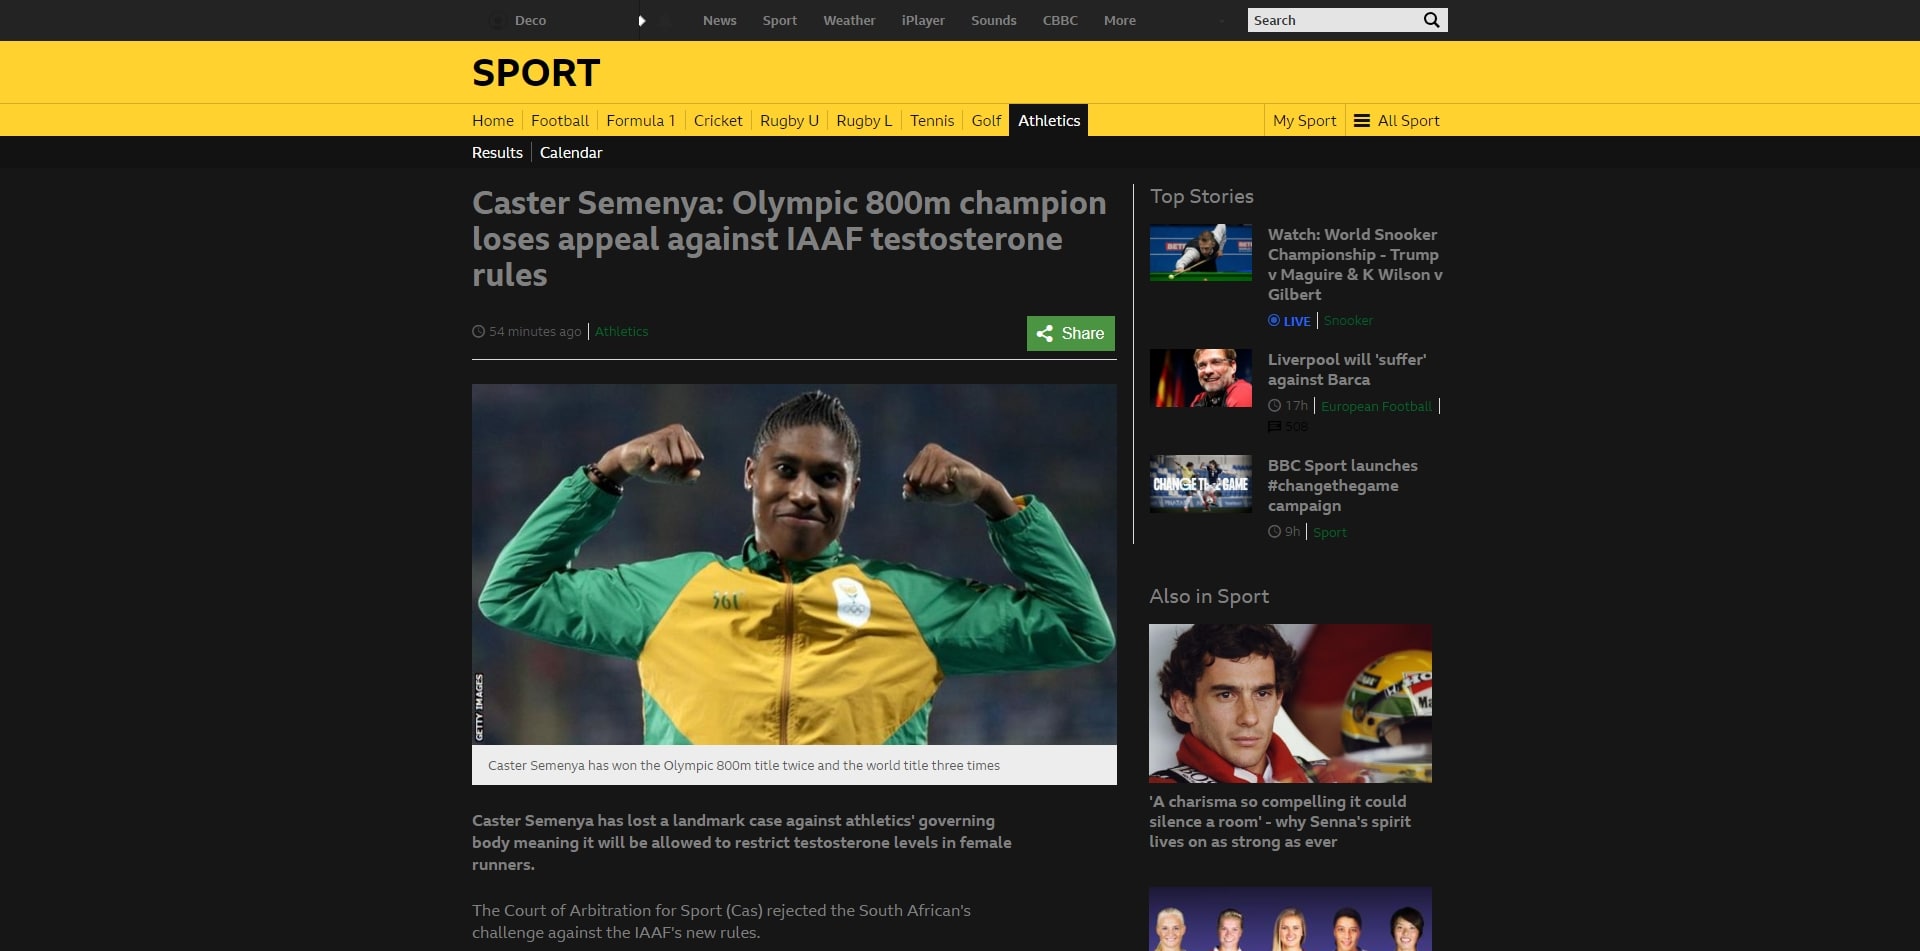 Deco
News
Sport
Weather
iPlayer
Sounds
CBBC
More
Search
SPORT
Home
Football
Formula 1
Cricket
Rugby U
Rugby L
Tennis
Golf
Athletics
My Sport
All Sport
Results
Calendar
Caster Semenya: Olympic 800m champion
loses appeal against IAAF testosterone
rules
54 minutes ago
Athletics
Share
GETTY IMAGES
Caster Semenya has won the Olympic 800m title twice and the world title three times
Caster Semenya has lost a landmark case against athletics' governing
body meaning it will be allowed to restrict testosterone levels in female
runners.
The Court of Arbitration for Sport (Cas) rejected the South African's
challenge against the IAAF's new rules.
Top Stories
Watch: World Snooker
Championship - Trump
v Maguire & K Wilson v
Gilbert
LIVE
Snooker
Liverpool will 'suffer'
against Barca
17h
European Football
508
BBC Sport launches
#changethegame
campaign
9h
Sport
Also in Sport
'A charisma so compelling it could
silence a room' - why Senna's spirit
lives on as strong as ever